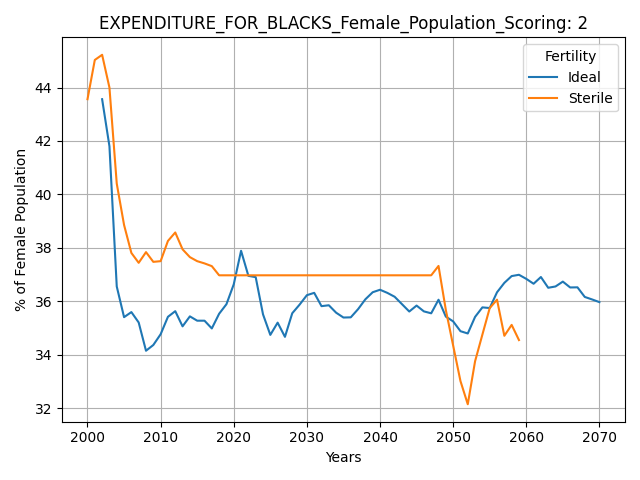 EXPENDITURE_FOR_BLACKS_Female_Population_Scoring: 2
Fertility
Ideal
Sterile
% of Female Population
44
42
40
38
36
34
32
2000 2010 2020 2030 2040 2050 2060 2070
Years